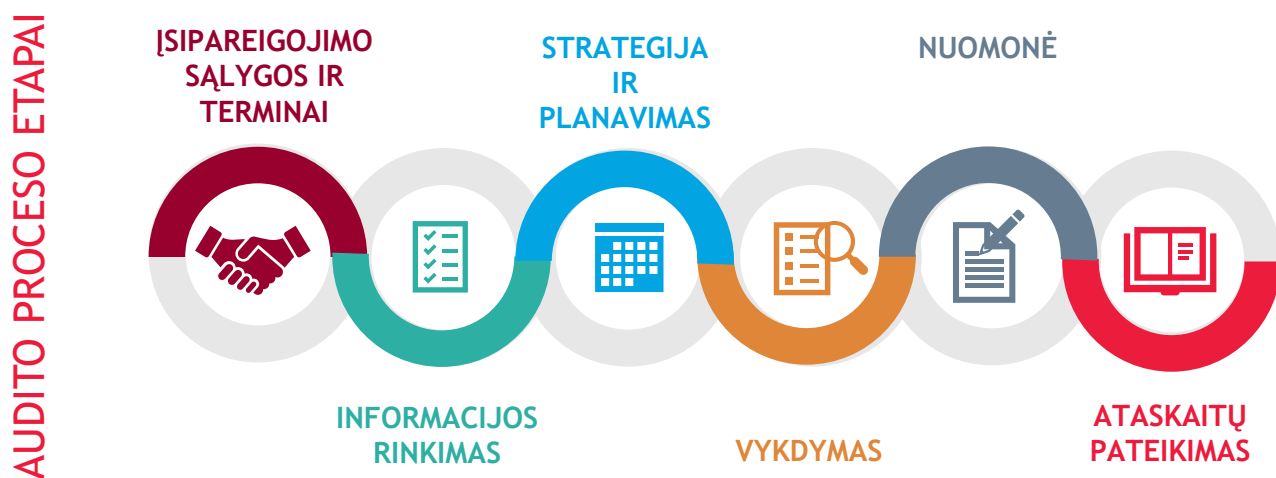 AUDITO PROCESO ETAPAI
ĮSIPAREIGOJIMO
SĄLYGOS IR
TERMINAI
INFORMACIJOS
RINKIMAS
STRATEGIJA
IR
PLANAVIMAS
VYKDYMAS
NUOMONĖ
ATASKAITŲ
PATEIKIMAS